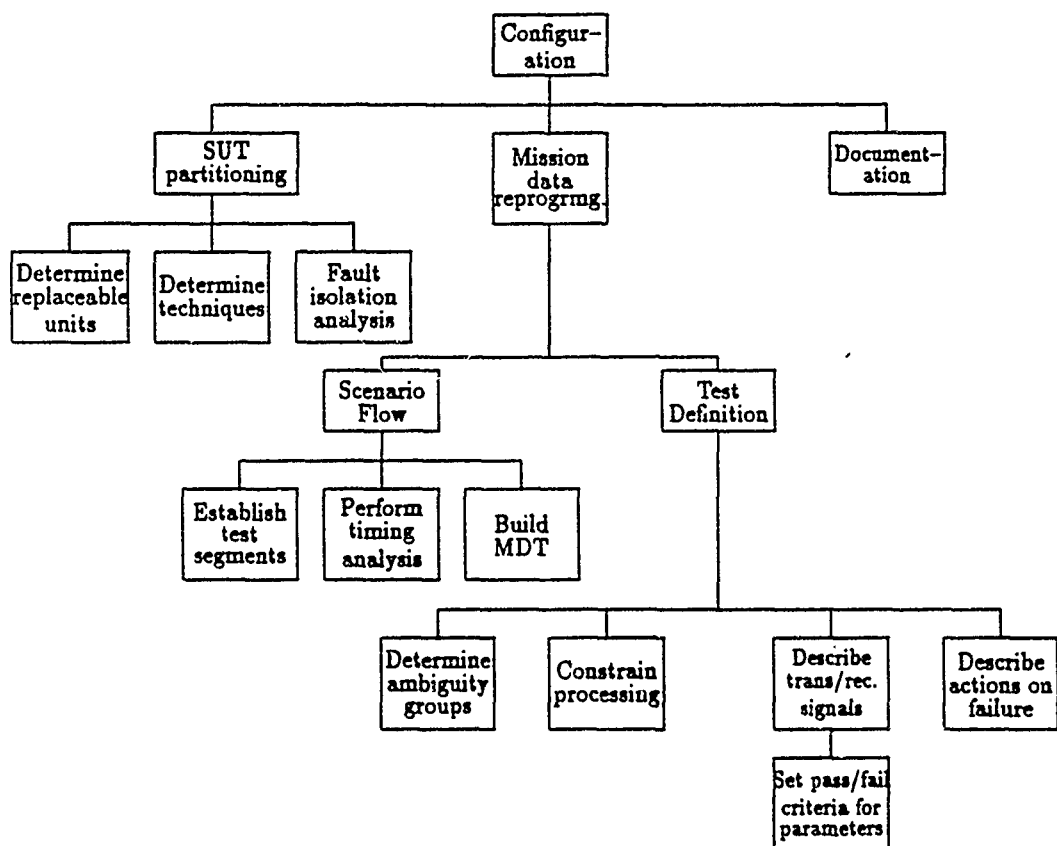 Configur-
ation
SUT
partitioning
Mission
data
reprogrmg.
Document-
ation
Determine
replaceable
units
Determine
techniques
Fault
isolation
analysis
Scenario
Flow
Test
Definition
Establish
test
segments
Perform
timing
analysis
Build
MDT
Determine
ambiguity
groups
Constrain
processing
Describe
trans/rec.
signals
Describe
actions on
failure
Set pass/fail
criteria for
parameters